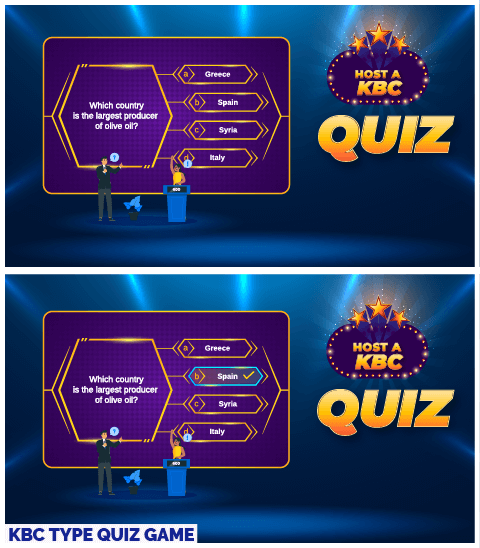 Which country
is the largest producer
of olive oil?
a Greece
b Spain
c Syria
d Italy
?
400
HOST A
KBC
QUIZ
Which country
is the largest producer
of olive oil?
a Greece
b Spain
c Syria
d Italy
?
HOST A
KBC
QUIZ
KBC TYPE QUIZ GAME